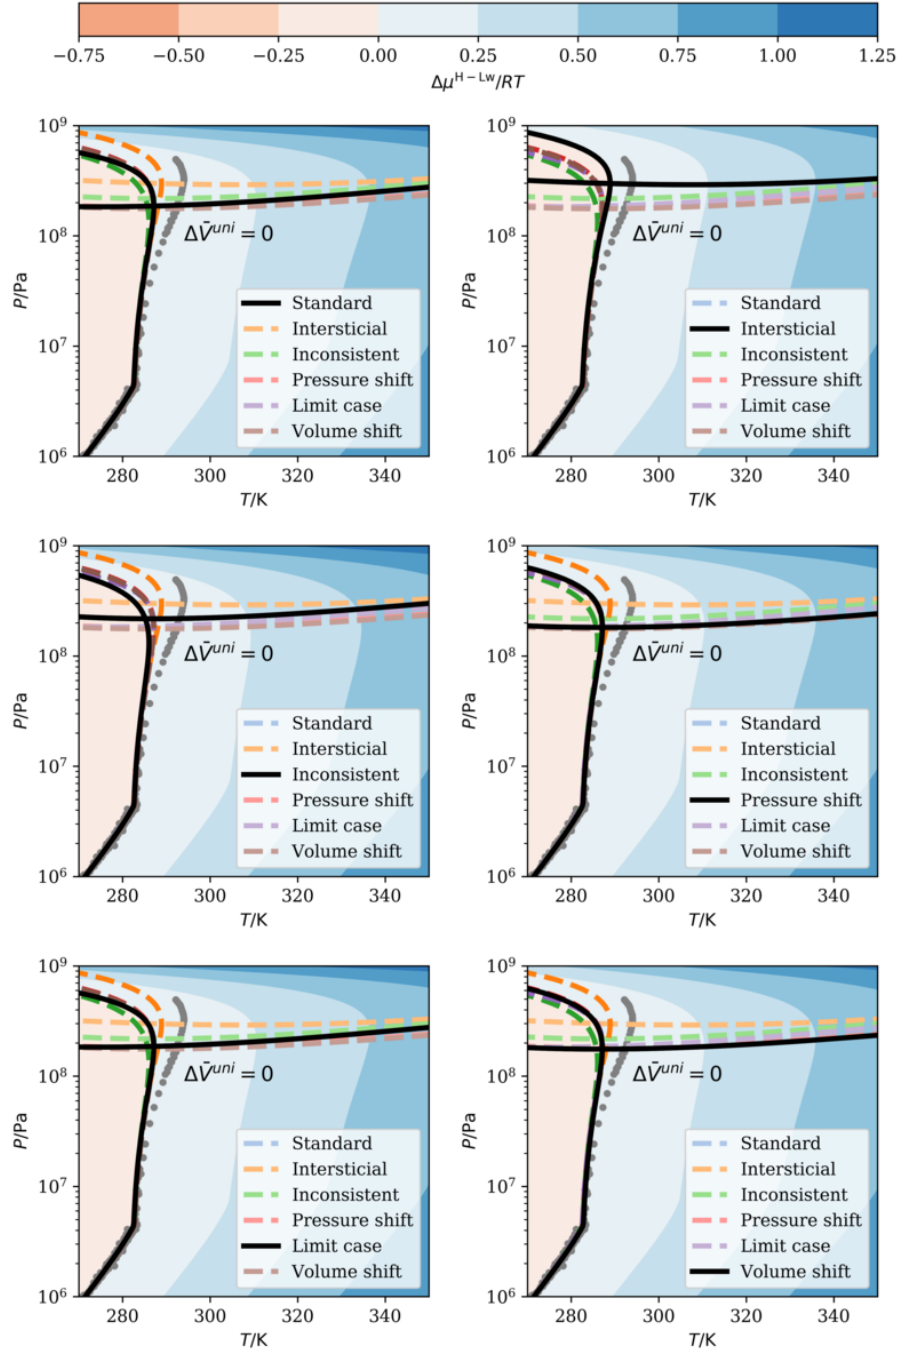 −0.75 −0.50 −0.25 0.00 0.25 0.50 0.75 1.00 1.25
Δμ^{H−Lw}/RT
10^9
10^8
10^7
10^6
P/Pa
280 300 320 340
T/K
ΔV̄^{uni} = 0
Standard
Intersticial
Inconsistent
Pressure shift
Limit case
Volume shift
10^9
10^8
10^7
10^6
P/Pa
280 300 320 340
T/K
ΔV̄^{uni} = 0
Standard
Intersticial
Inconsistent
Pressure shift
Limit case
Volume shift
10^9
10^8
10^7
10^6
P/Pa
280 300 320 340
T/K
ΔV̄^{uni} = 0
Standard
Intersticial
Inconsistent
Pressure shift
Limit case
Volume shift
10^9
10^8
10^7
10^6
P/Pa
280 300 320 340
T/K
ΔV̄^{uni} = 0
Standard
Intersticial
Inconsistent
Pressure shift
Limit case
Volume shift
10^9
10^8
10^7
10^6
P/Pa
280 300 320 340
T/K
ΔV̄^{uni} = 0
Standard
Intersticial
Inconsistent
Pressure shift
Limit case
Volume shift
10^9
10^8
10^7
10^6
P/Pa
280 300 320 340
T/K
ΔV̄^{uni} = 0
Standard
Intersticial
Inconsistent
Pressure shift
Limit case
Volume shift